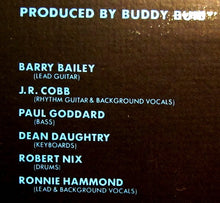 PRODUCED BY BUDDY
BARRY BAILEY
(LEAD GUITAR)
J.R. COBB
(RHYTHM GUITAR & BACKGROUND VOCALS)
PAUL GODDARD
(BASS)
DEAN DAUGHTRY
(KEYBOARDS)
ROBERT NIX
(DRUMS)
RONNIE HAMMOND
(LEAD & BACKGROUND VOCALS)